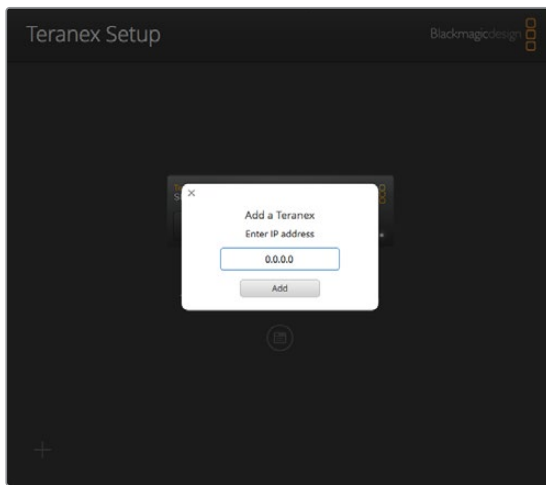 Teranex Setup
Blackmagicdesign
Add a Teranex
Enter IP address
0.0.0.0
Add